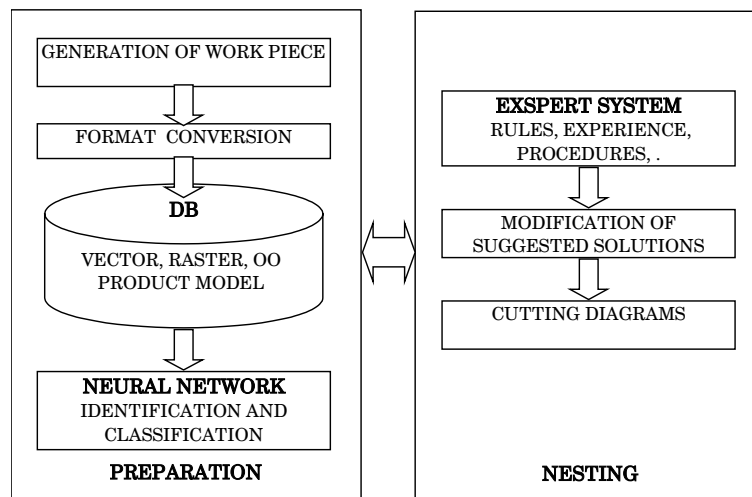 GENERATION OF WORK PIECE
FORMAT CONVERSION
DB
VECTOR, RASTER, OO
PRODUCT MODEL
NEURAL NETWORK
IDENTIFICATION AND
CLASSIFICATION
PREPARATION
EXSPERT SYSTEM
RULES, EXPERIENCE,
PROCEDURES, .
MODIFICATION OF
SUGGESTED SOLUTIONS
CUTTING DIAGRAMS
NESTING